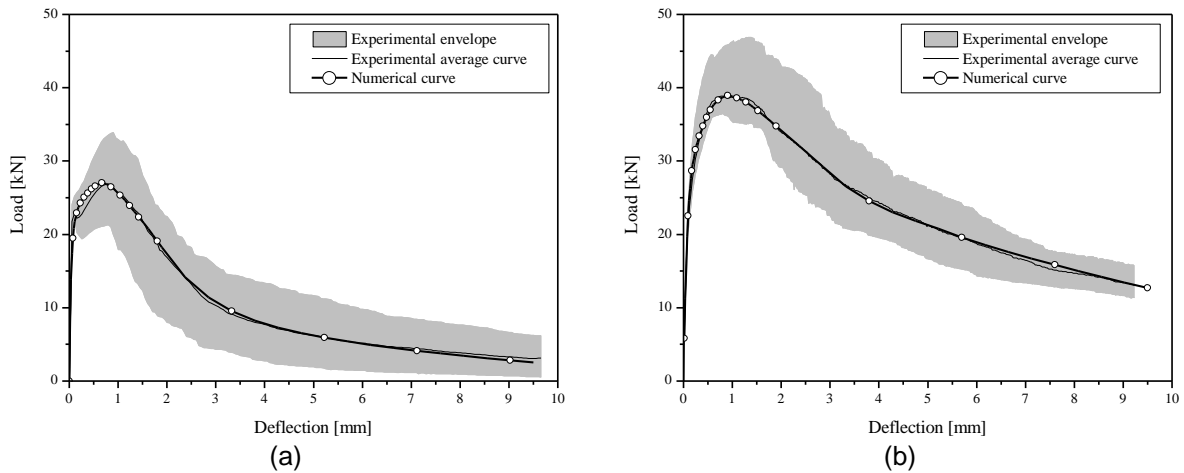 50
40
30
20
10
0
Load [kN]
Experimental envelope
Experimental average curve
Numerical curve
0 1 2 3 4 5 6 7 8 9 10
Deflection [mm]
(a)
50
40
30
20
10
0
Load [kN]
Experimental envelope
Experimental average curve
Numerical curve
0 1 2 3 4 5 6 7 8 9 10
Deflection [mm]
(b)